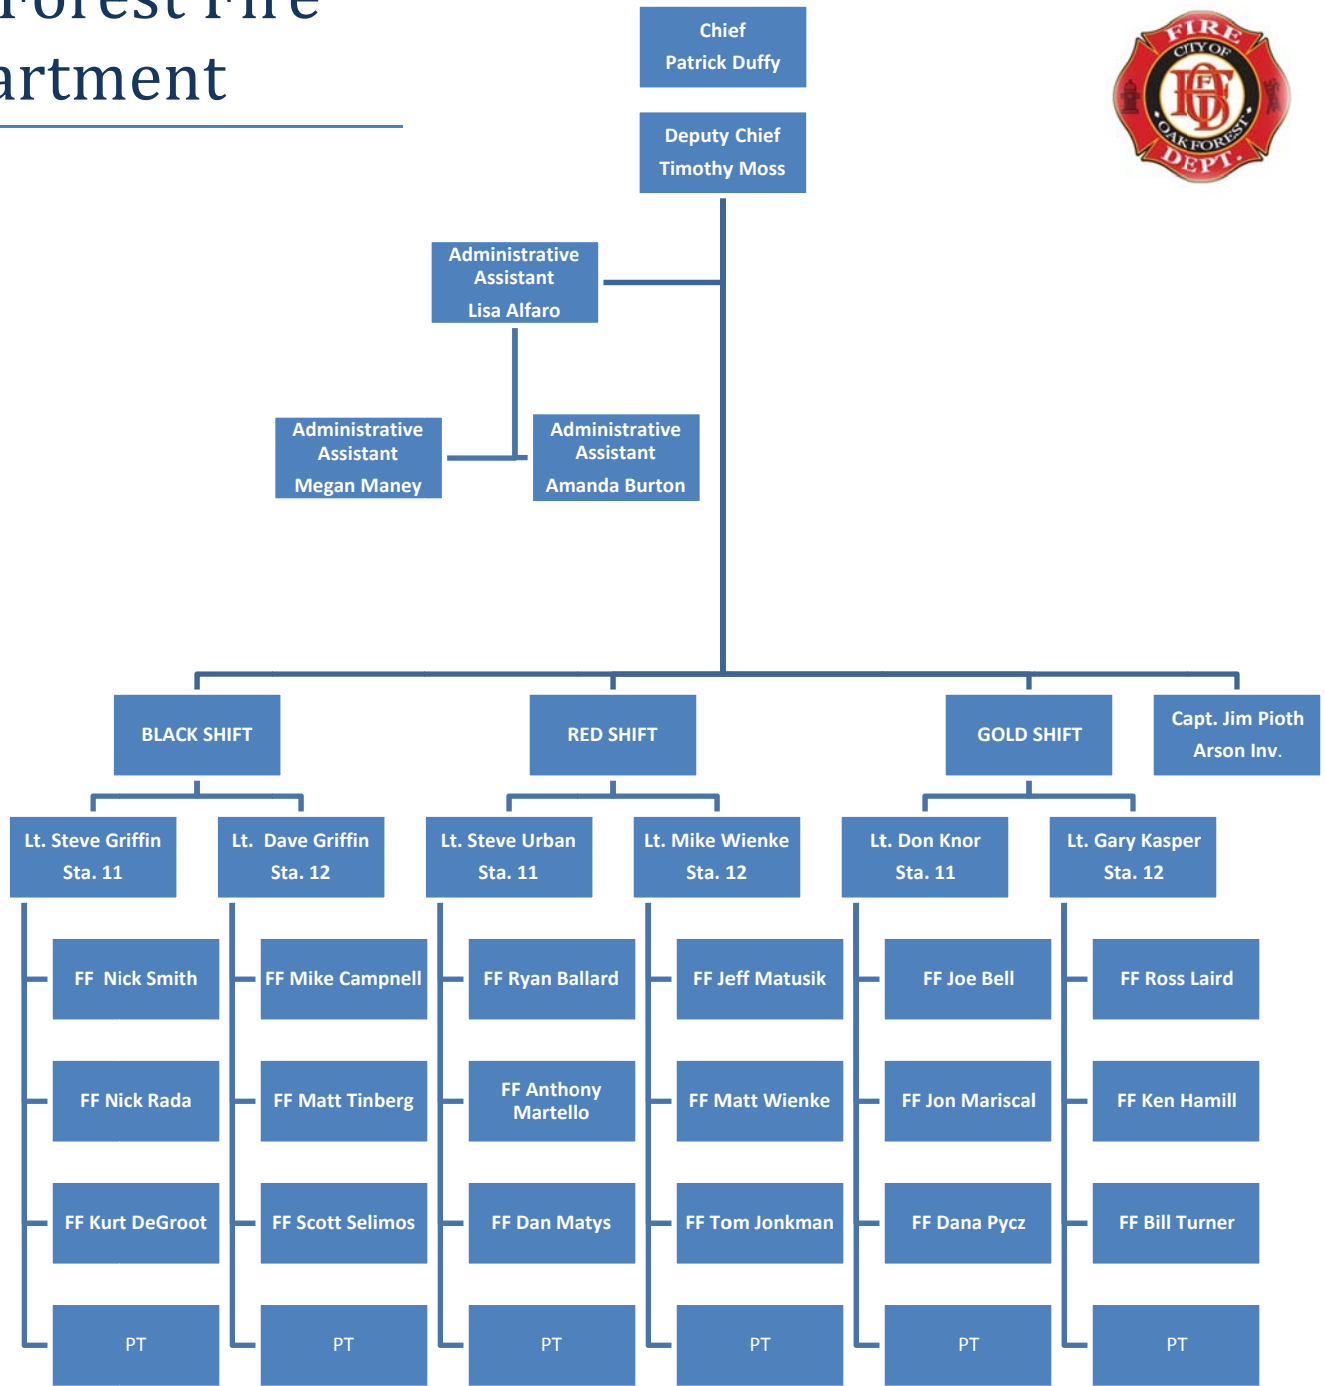 Forest Fire
artment
Chief
Patrick Duffy
FIRE
CITY OF
OFD
OAK FOREST
DEPT.
Deputy Chief
Timothy Moss
Administrative
Assistant
Lisa Alfaro
Administrative
Assistant
Megan Maney
Administrative
Assistant
Amanda Burton
BLACK SHIFT
RED SHIFT
GOLD SHIFT
Capt. Jim Pioth
Arson Inv.
Lt. Steve Griffin
Sta. 11
Lt.  Dave Griffin
Sta. 12
Lt. Steve Urban
Sta. 11
Lt. Mike Wienke
Sta. 12
Lt. Don Knor
Sta. 11
Lt. Gary Kasper
Sta. 12
FF  Nick Smith
FF Mike Campnell
FF Ryan Ballard
FF Jeff Matusik
FF Joe Bell
FF Ross Laird
FF Nick Rada
FF Matt Tinberg
FF Anthony
Martello
FF Matt Wienke
FF Jon Mariscal
FF Ken Hamill
FF Kurt DeGroot
FF Scott Selimos
FF Dan Matys
FF Tom Jonkman
FF Dana Pycz
FF Bill Turner
PT
PT
PT
PT
PT
PT